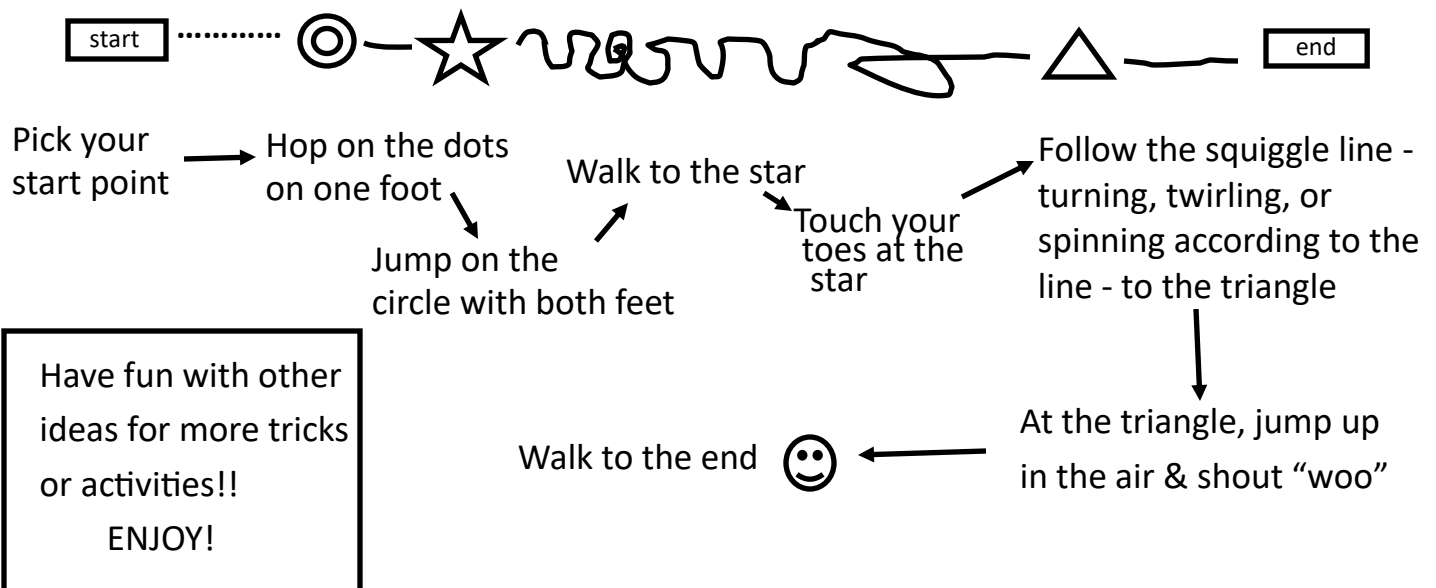 start
end
Pick your
start point
Hop on the dots
on one foot
Jump on the
circle with both feet
Walk to the star
Touch your
toes at the
star
Follow the squiggle line -
turning, twirling, or
spinning according to the
line - to the triangle
At the triangle, jump up
in the air & shout “woo”
Walk to the end
Have fun with other
ideas for more tricks
or activities!!
ENJOY!